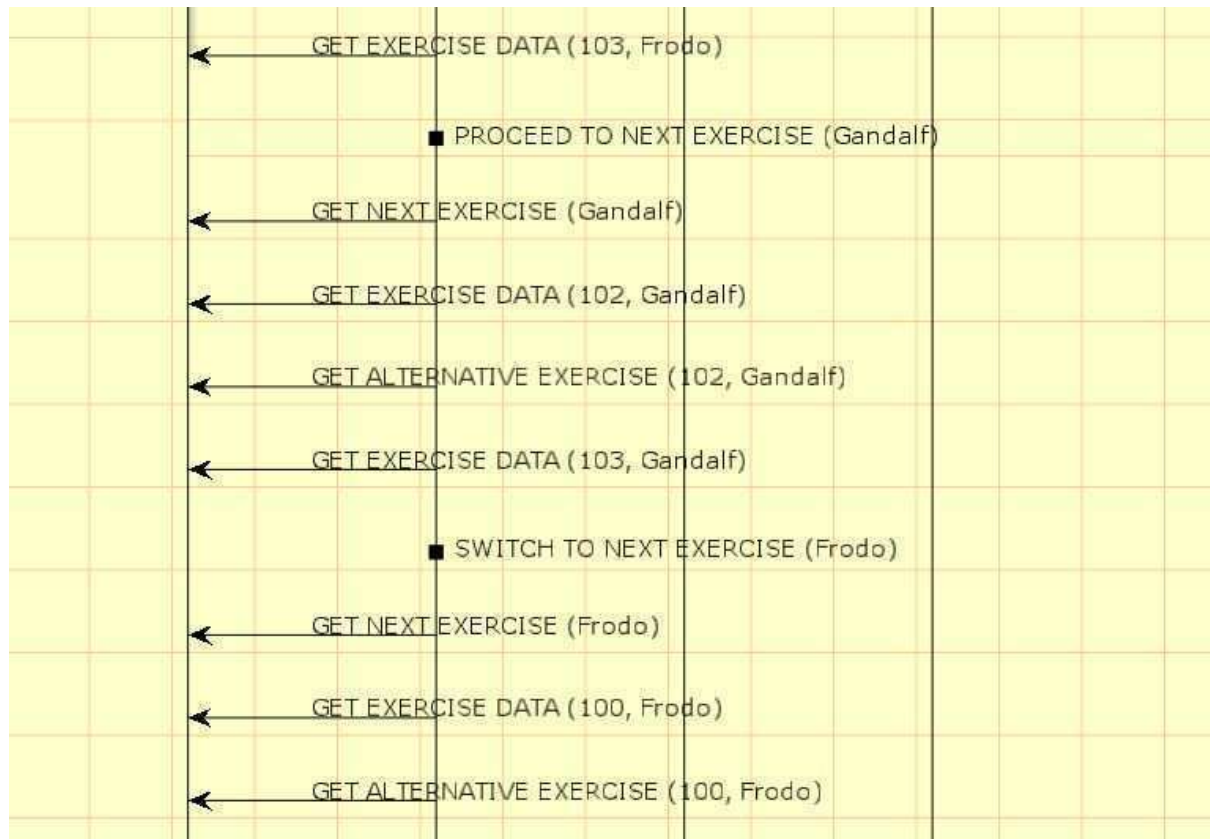 GET EXERCISE DATA (103, Frodo)
PROCEED TO NEXT EXERCISE (Gandalf)
GET NEXT EXERCISE (Gandalf)
GET EXERCISE DATA (102, Gandalf)
GET ALTERNATIVE EXERCISE (102, Gandalf)
GET EXERCISE DATA (103, Gandalf)
SWITCH TO NEXT EXERCISE (Frodo)
GET NEXT EXERCISE (Frodo)
GET EXERCISE DATA (100, Frodo)
GET ALTERNATIVE EXERCISE (100, Frodo)